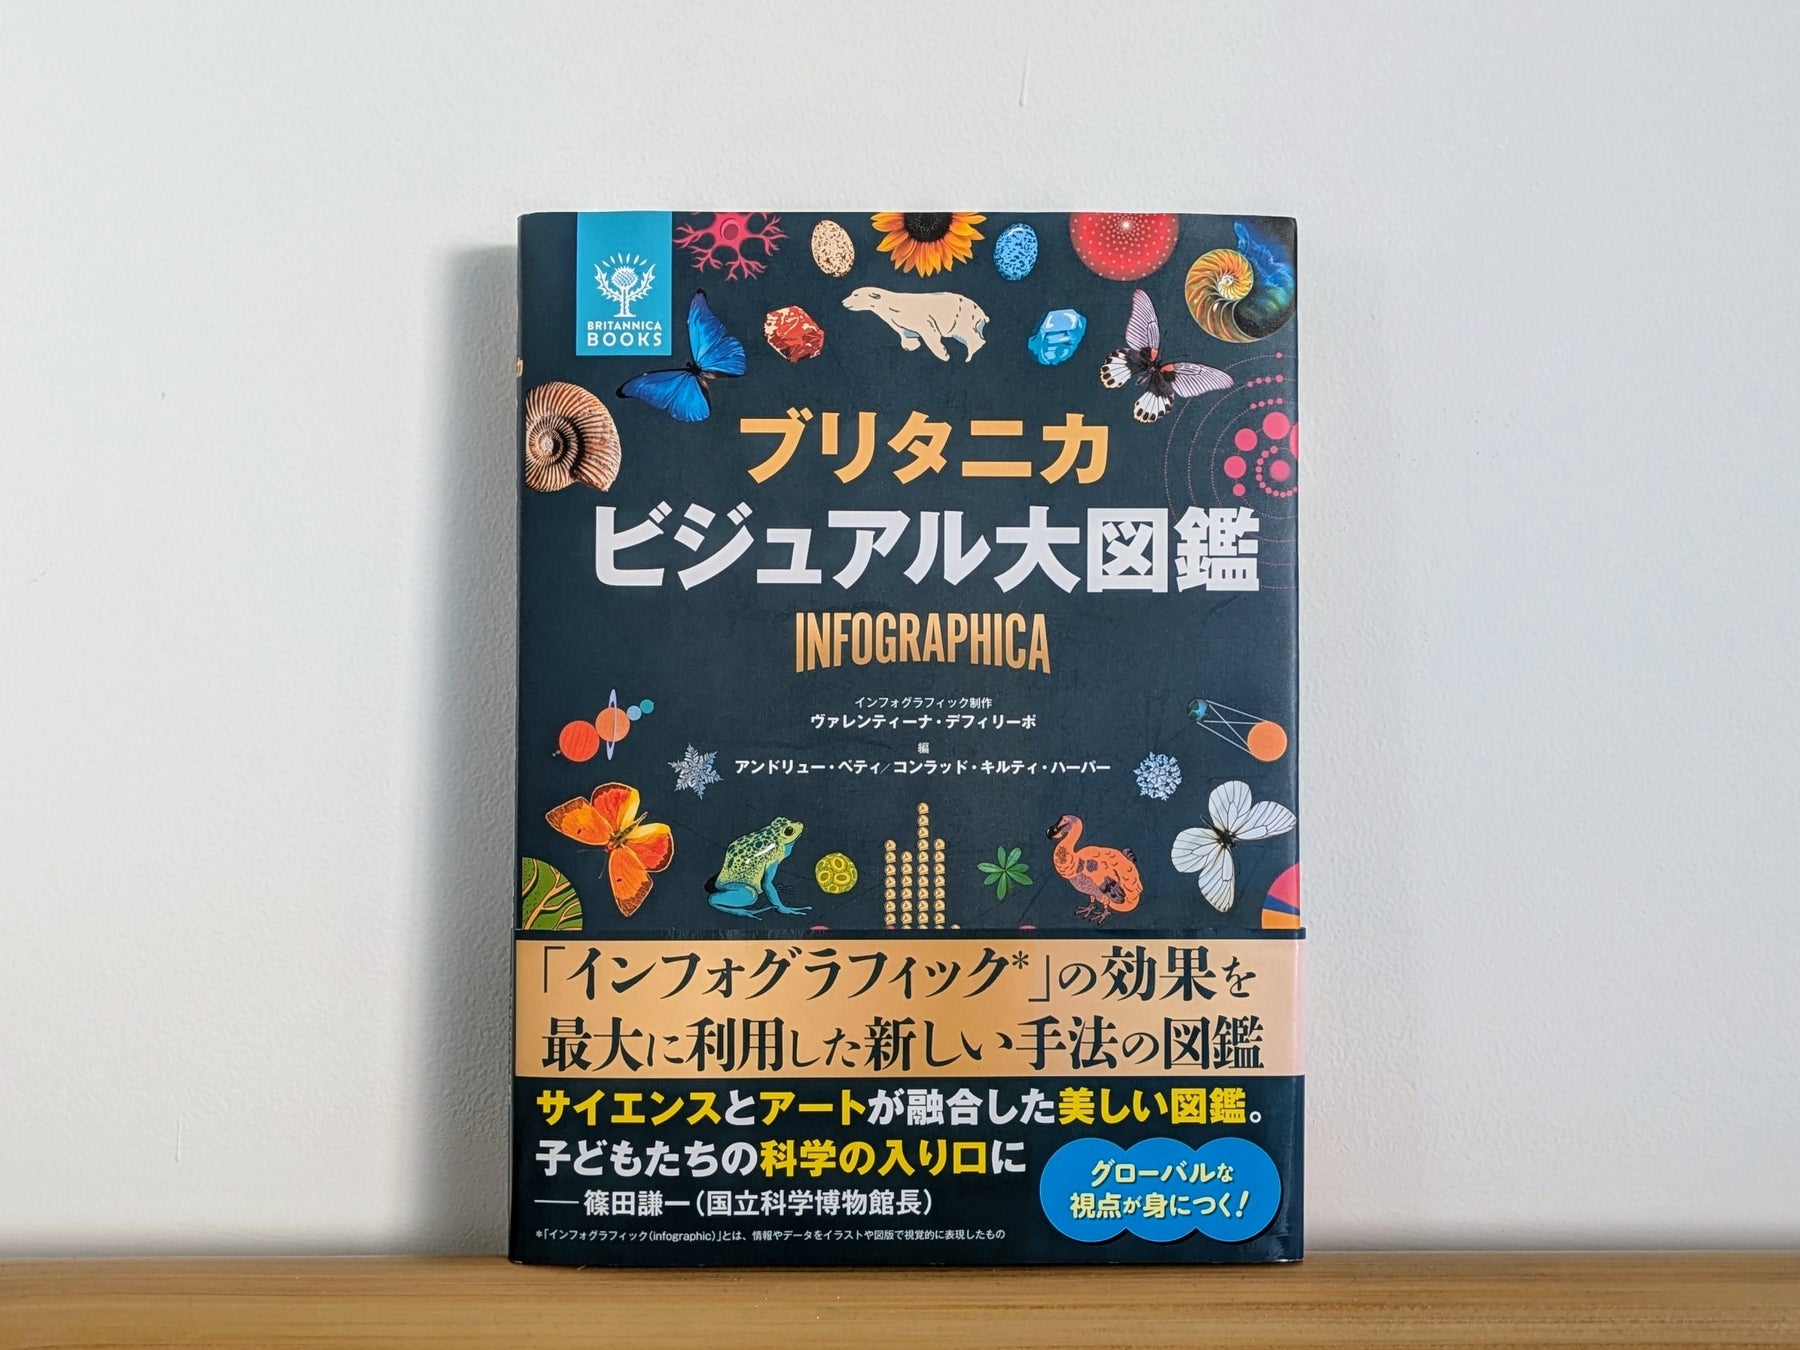 BRITANNICA
BOOKS
ブリタニカ
ビジュアル大図鑑
INFOGRAPHICA
インフォグラフィック制作
ヴァレンティーナ・デフィリーポ
編
アンドリュー・ペティ/コンラッド・キルティ・ハーパー
「インフォグラフィック*」の効果を
最大に利用した新しい手法の図鑑
サイエンスとアートが融合した美しい図鑑。
子どもたちの科学の入り口に
──篠田謙一(国立科学博物館長)
グローバルな
視点が身につく!
*「インフォグラフィック(infographic)」とは、情報やデータをイラストや図版で視覚的に表現したもの